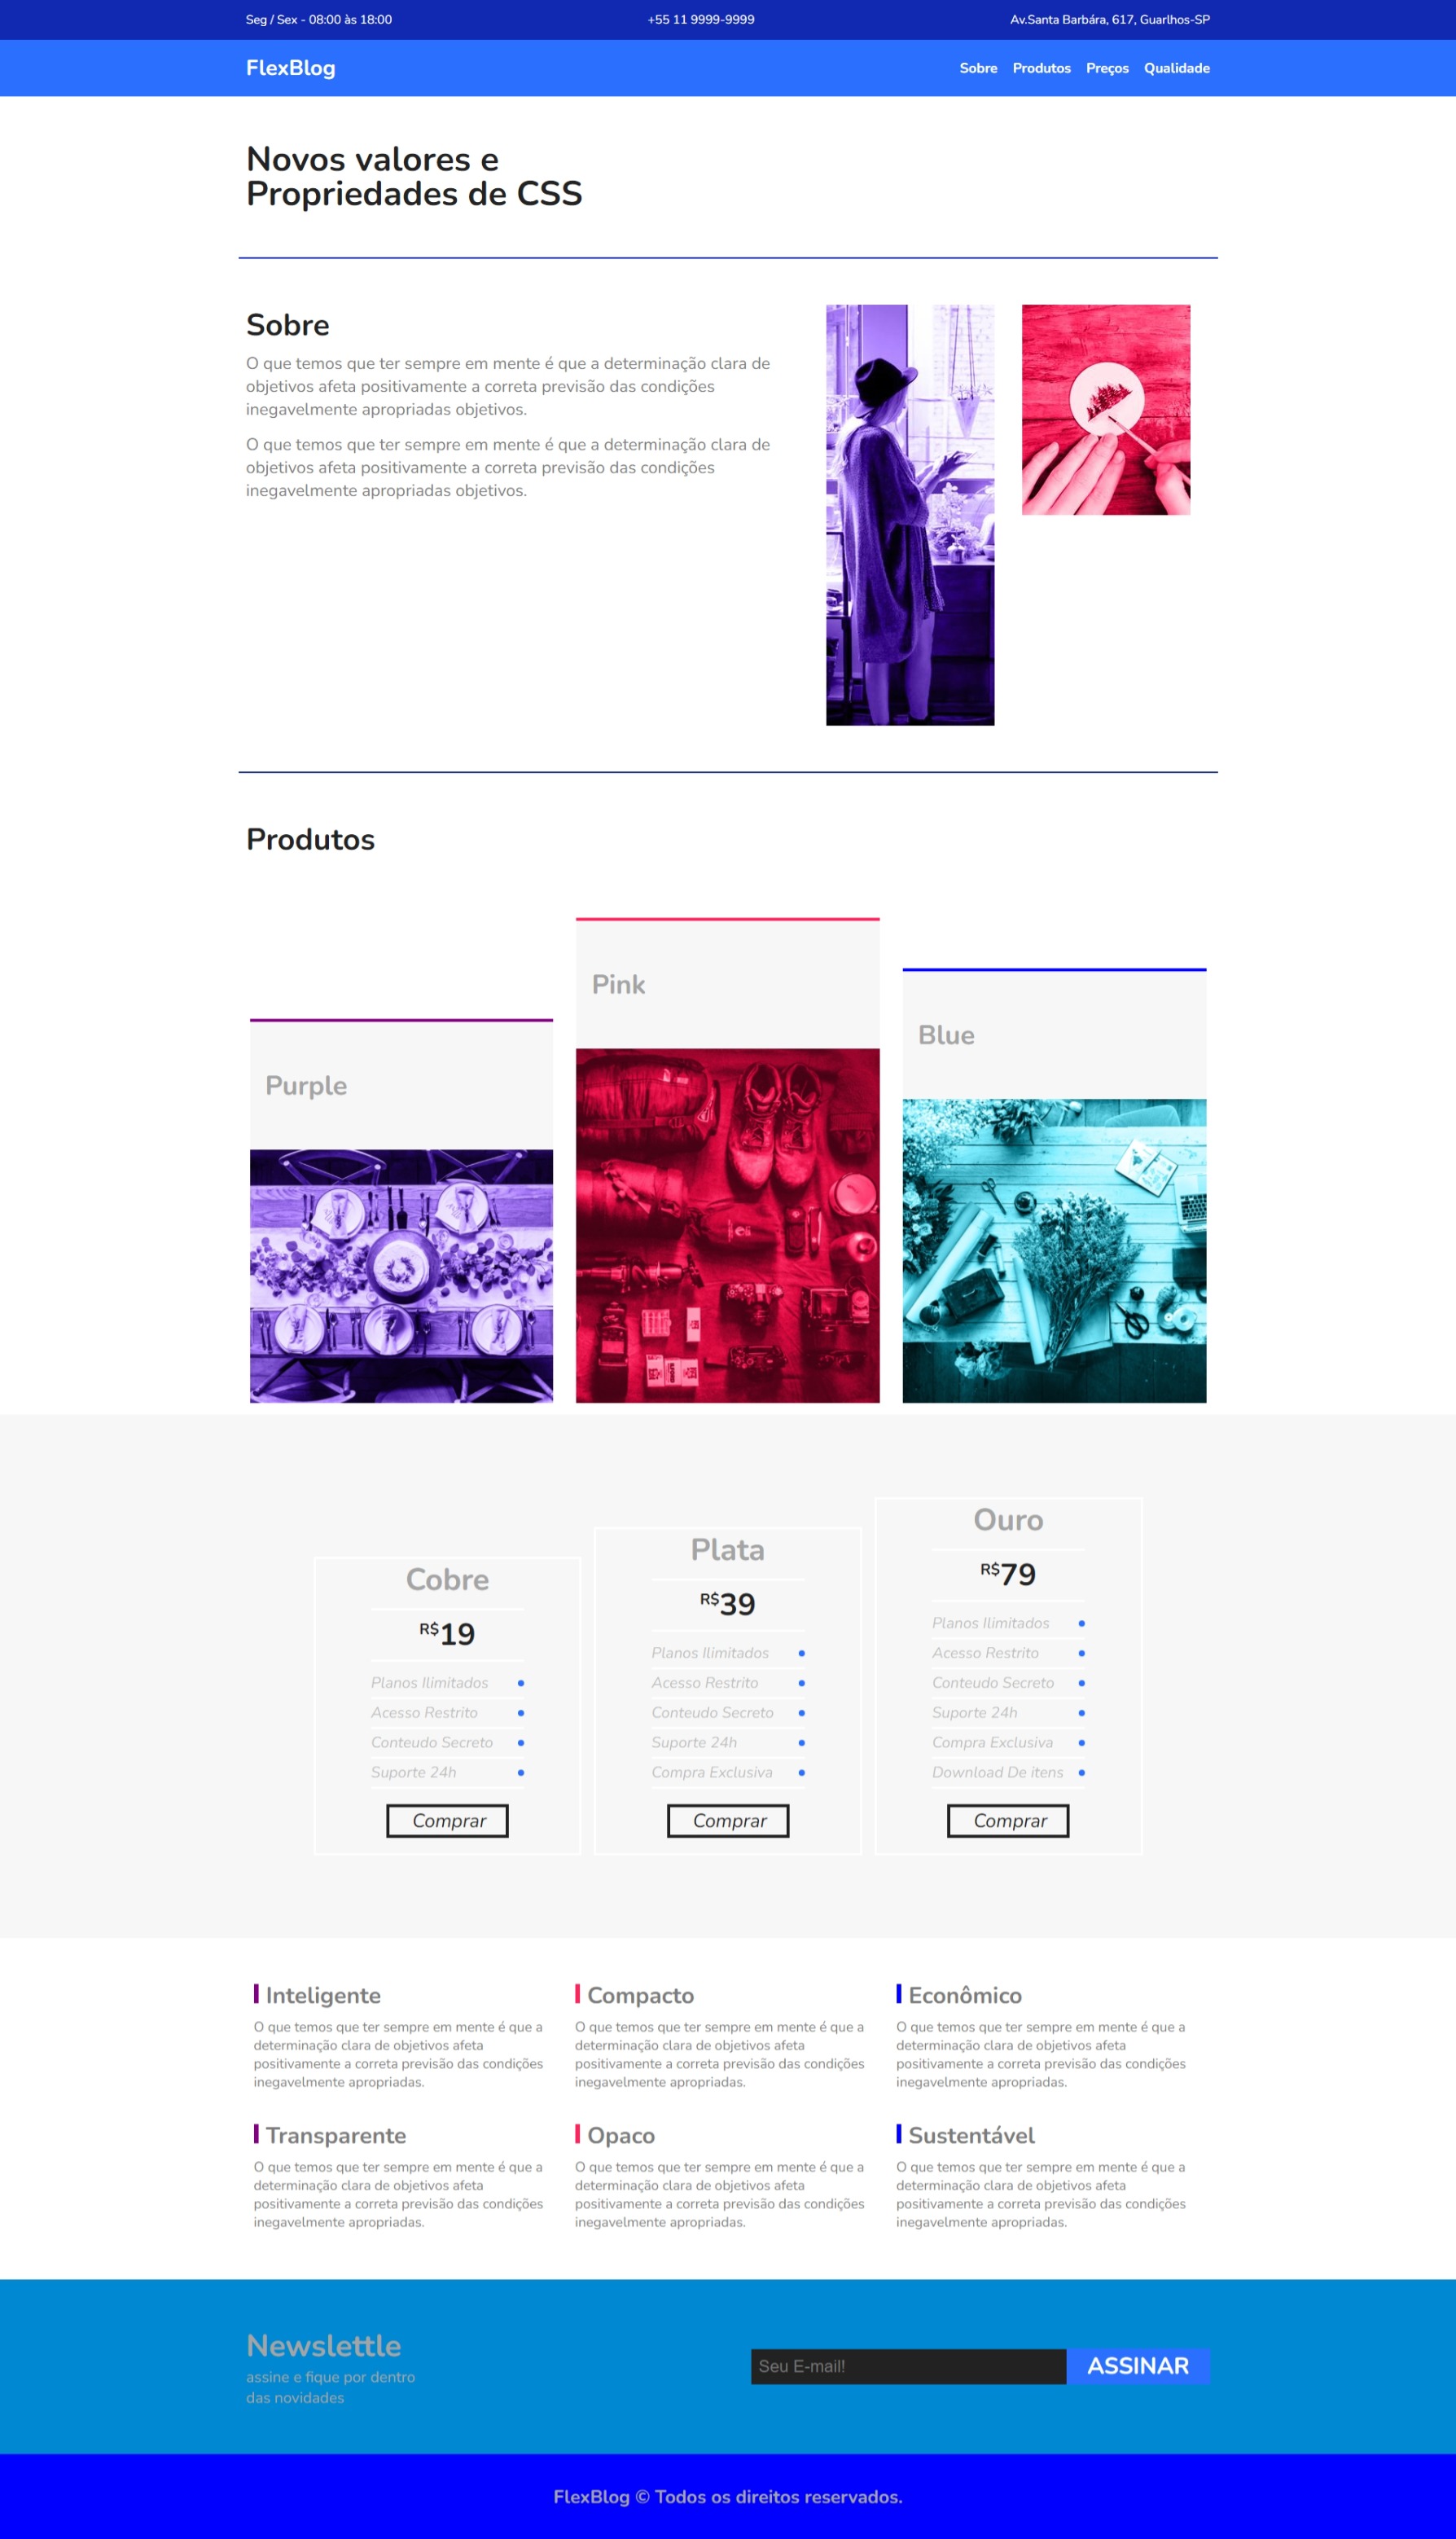 Seg / Sex - 08:00 às 18:00
+55 11 9999-9999
Av.Santa Barbára, 617, Guarlhos-SP
FlexBlog
Sobre
Produtos
Preços
Qualidade
Novos valores e
Propriedades de CSS
Sobre
O que temos que ter sempre em mente é que a determinação clara de
objetivos afeta positivamente a correta previsão das condições
inegavelmente apropriadas objetivos.
O que temos que ter sempre em mente é que a determinação clara de
objetivos afeta positivamente a correta previsão das condições
inegavelmente apropriadas objetivos.
Produtos
Purple
Pink
Blue
Cobre
R$19
Planos Ilimitados
Acesso Restrito
Conteudo Secreto
Suporte 24h
Comprar
Plata
R$39
Planos Ilimitados
Acesso Restrito
Conteudo Secreto
Suporte 24h
Compra Exclusiva
Comprar
Ouro
R$79
Planos Ilimitados
Acesso Restrito
Conteudo Secreto
Suporte 24h
Compra Exclusiva
Download De itens
Comprar
Inteligente
O que temos que ter sempre em mente é que a
determinação clara de objetivos afeta
positivamente a correta previsão das condições
inegavelmente apropriadas.
Compacto
O que temos que ter sempre em mente é que a
determinação clara de objetivos afeta
positivamente a correta previsão das condições
inegavelmente apropriadas.
Econômico
O que temos que ter sempre em mente é que a
determinação clara de objetivos afeta
positivamente a correta previsão das condições
inegavelmente apropriadas.
Transparente
O que temos que ter sempre em mente é que a
determinação clara de objetivos afeta
positivamente a correta previsão das condições
inegavelmente apropriadas.
Opaco
O que temos que ter sempre em mente é que a
determinação clara de objetivos afeta
positivamente a correta previsão das condições
inegavelmente apropriadas.
Sustentável
O que temos que ter sempre em mente é que a
determinação clara de objetivos afeta
positivamente a correta previsão das condições
inegavelmente apropriadas.
Newslettle
assine e fique por dentro
das novidades
Seu E-mail!
ASSINAR
FlexBlog © Todos os direitos reservados.